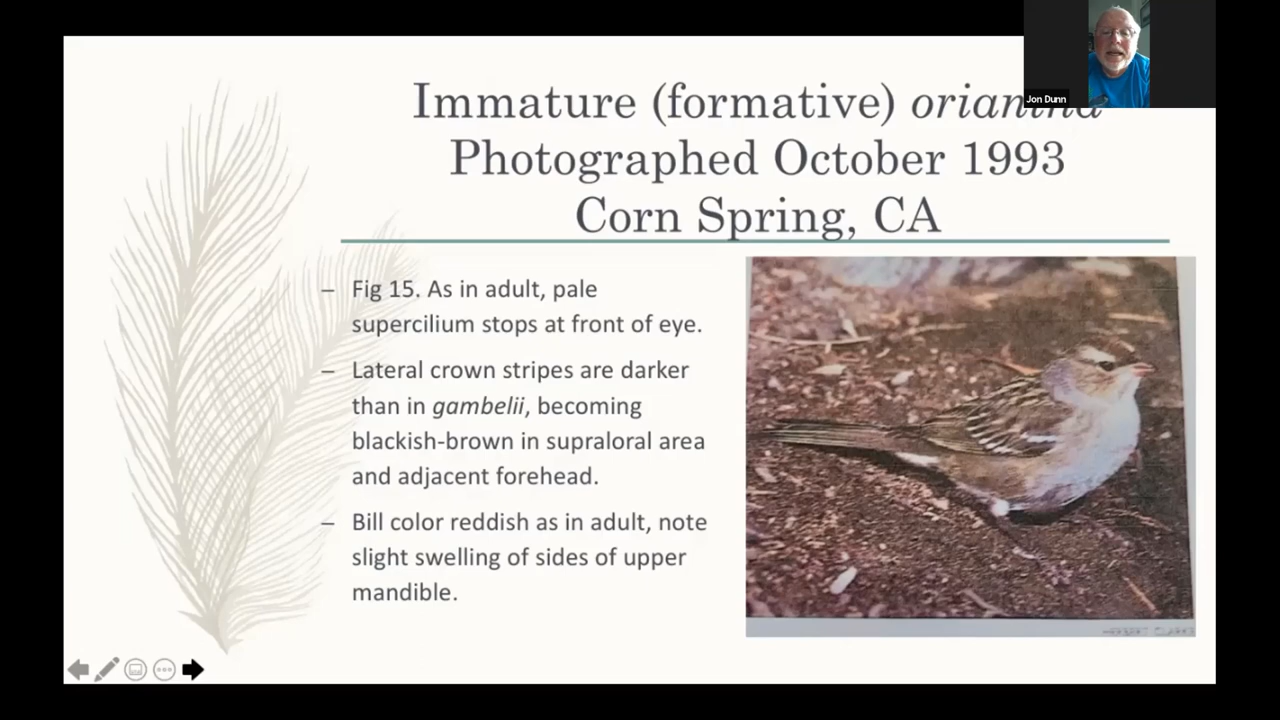 Immature (formative) orianina
Photographed October 1993
Corn Spring, CA
Jon Dunn
– Fig 15. As in adult, pale
supercilium stops at front of eye.
– Lateral crown stripes are darker
than in gambelii, becoming
blackish-brown in supraloral area
and adjacent forehead.
– Bill color reddish as in adult, note
slight swelling of sides of upper
mandible.